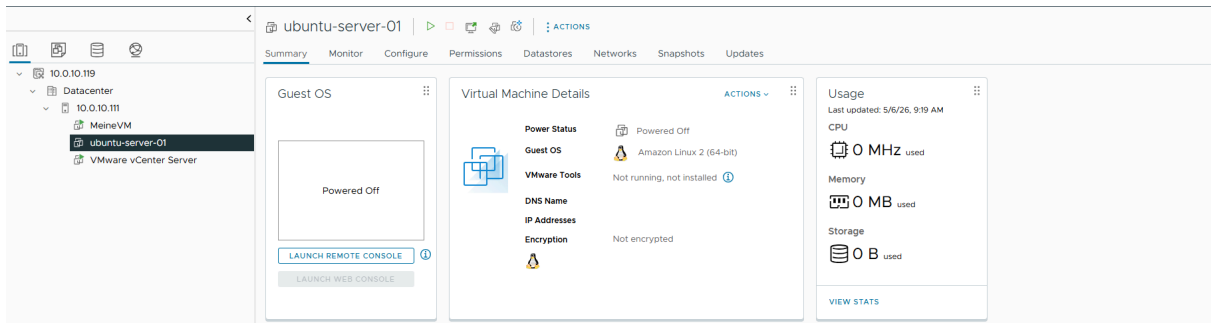 ubuntu-server-01
ACTIONS
Summary Monitor Configure Permissions Datastores Networks Snapshots Updates
10.0.10.119
Datacenter
10.0.10.111
MeineVM
ubuntu-server-01
VMware vCenter Server
Guest OS
Powered Off
LAUNCH REMOTE CONSOLE
LAUNCH WEB CONSOLE
Virtual Machine Details
ACTIONS
Power Status Powered Off
Guest OS Amazon Linux 2 (64-bit)
VMware Tools Not running, not installed
DNS Name
IP Addresses
Encryption Not encrypted
Usage
Last updated: 5/6/26, 9:19 AM
CPU
0 MHz used
Memory
0 MB used
Storage
0 B used
VIEW STATS